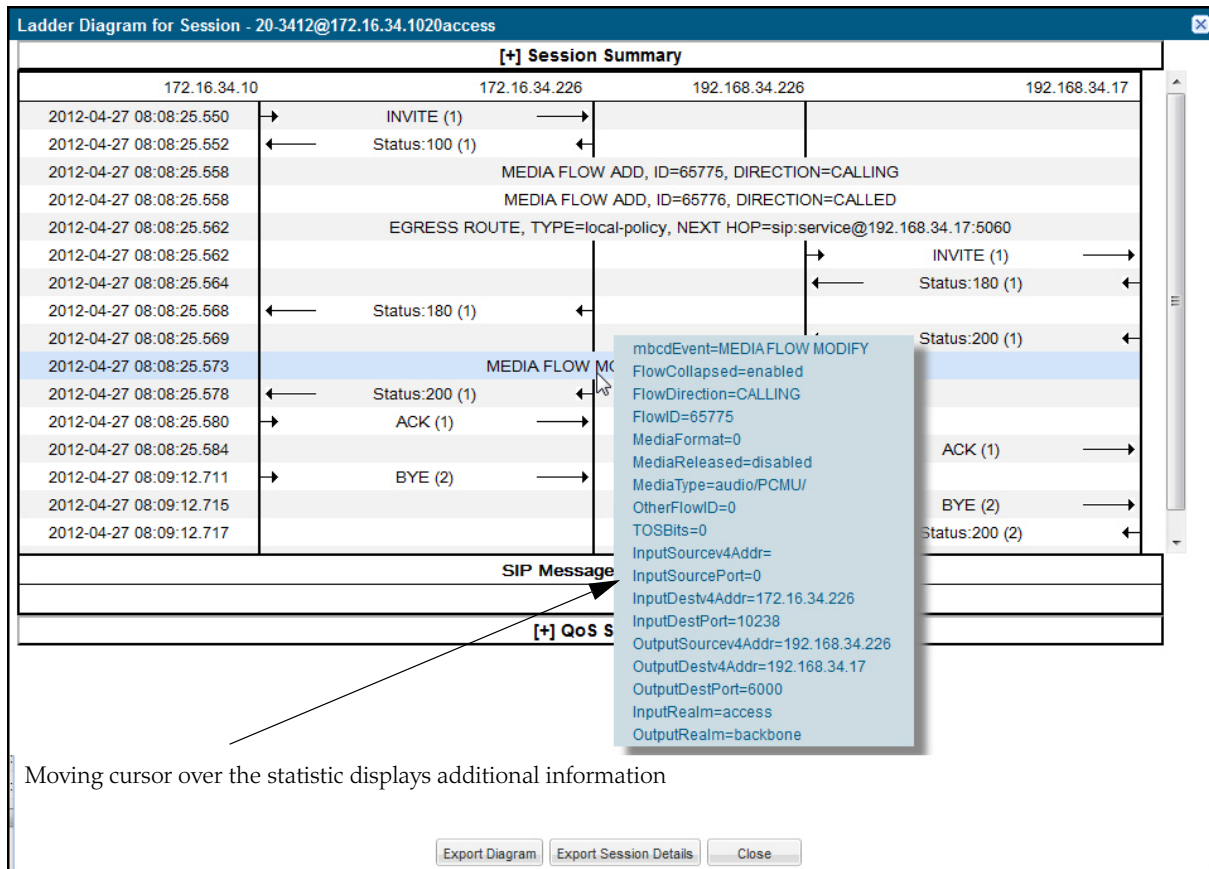 Ladder Diagram for Session - 20-3412@172.16.34.1020access
[+] Session Summary
172.16.34.10 172.16.34.226 192.168.34.226 192.168.34.17
2012-04-27 08:08:25.550 INVITE (1)
2012-04-27 08:08:25.552 Status:100 (1)
2012-04-27 08:08:25.558 MEDIA FLOW ADD, ID=65775, DIRECTION=CALLING
2012-04-27 08:08:25.558 MEDIA FLOW ADD, ID=65776, DIRECTION=CALLED
2012-04-27 08:08:25.562 EGRESS ROUTE, TYPE=local-policy, NEXT HOP=sip:service@192.168.34.17:5060
2012-04-27 08:08:25.562 INVITE (1)
2012-04-27 08:08:25.564 Status:180 (1)
2012-04-27 08:08:25.568 Status:180 (1)
2012-04-27 08:08:25.569 Status:200 (1)
2012-04-27 08:08:25.573 MEDIA FLOW
2012-04-27 08:08:25.578 Status:200 (1)
2012-04-27 08:08:25.580 ACK (1)
2012-04-27 08:08:25.584 ACK (1)
2012-04-27 08:09:12.711 BYE (2)
2012-04-27 08:09:12.715 BYE (2)
2012-04-27 08:09:12.717 Status:200 (2)
mbcdEvent=MEDIA FLOW MODIFY
FlowCollapsed=enabled
FlowDirection=CALLING
FlowID=65775
MediaFormat=0
MediaReleased=disabled
MediaType=audio/PCMU/
OtherFlowID=0
TOSBits=0
InputSourcev4Addr=
InputSourcePort=0
InputDestv4Addr=172.16.34.226
InputDestPort=10238
OutputSourcev4Addr=192.168.34.226
OutputDestv4Addr=192.168.34.17
OutputDestPort=6000
InputRealm=access
OutputRealm=backbone
SIP Message
[+] QoS S
Moving cursor over the statistic displays additional information
Export Diagram Export Session Details Close